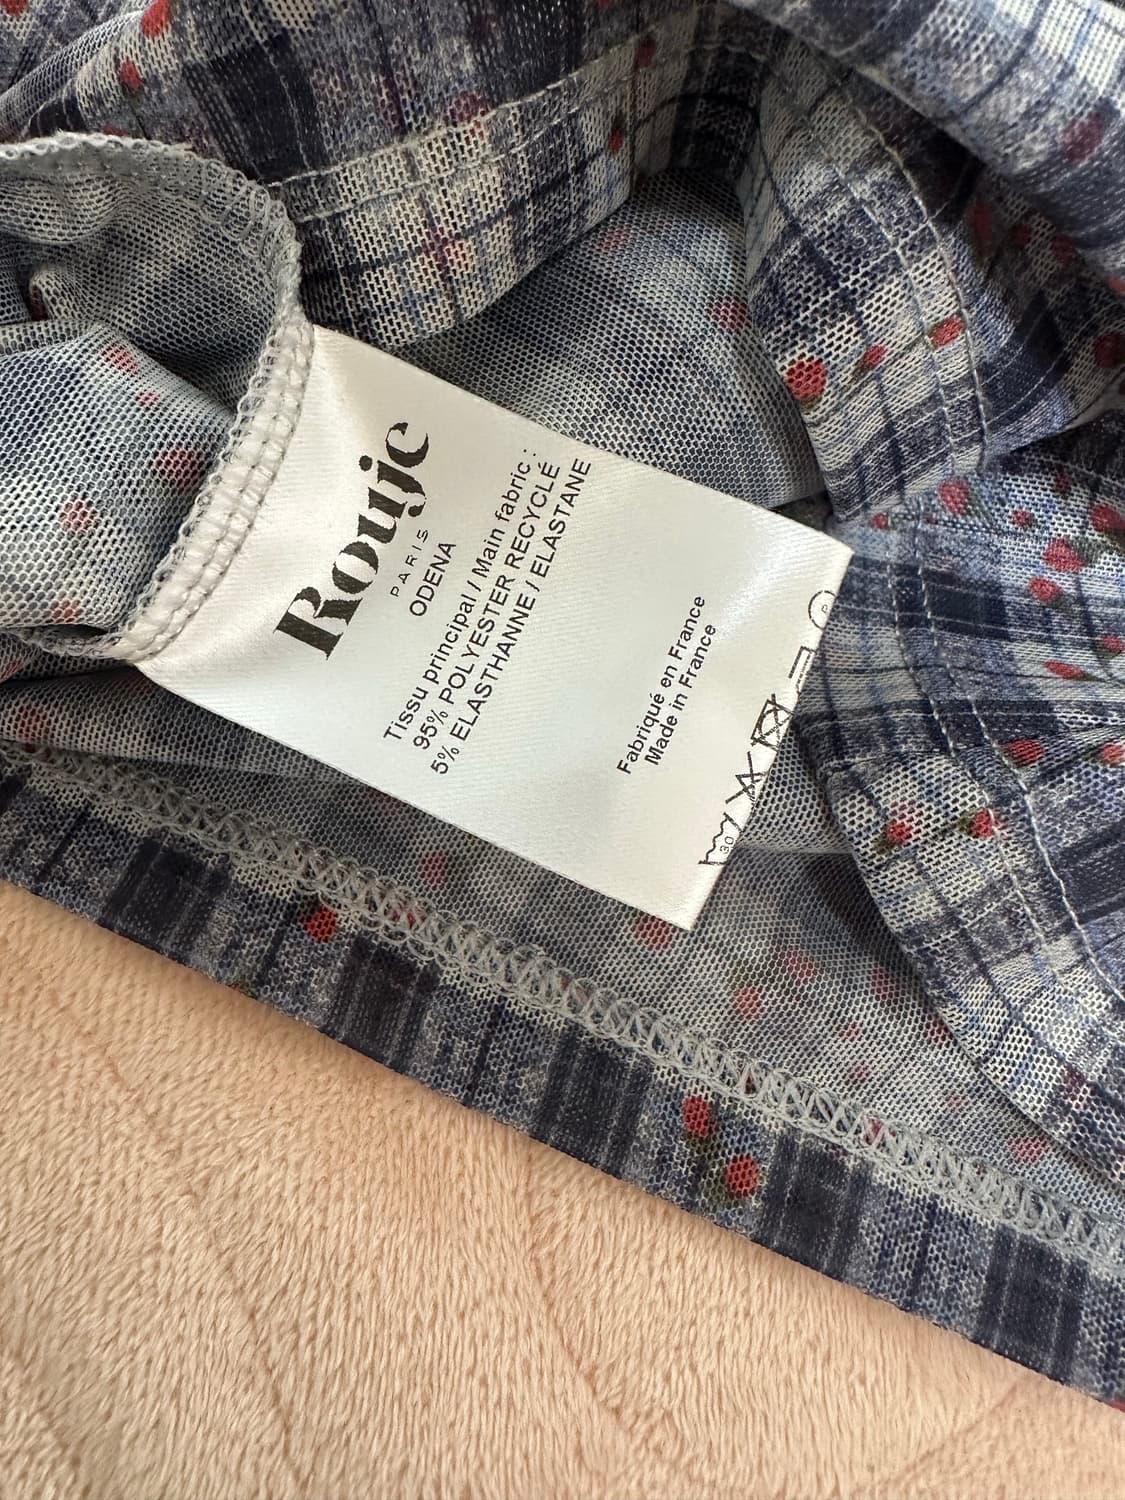 Rouje
PARIS
ODENA
Tissu principal / Main fabric :
95% POLYESTER RECYCLÉ
5% ELASTHANNE / ELASTANE
Fabriqué en France
Made in France
30
P